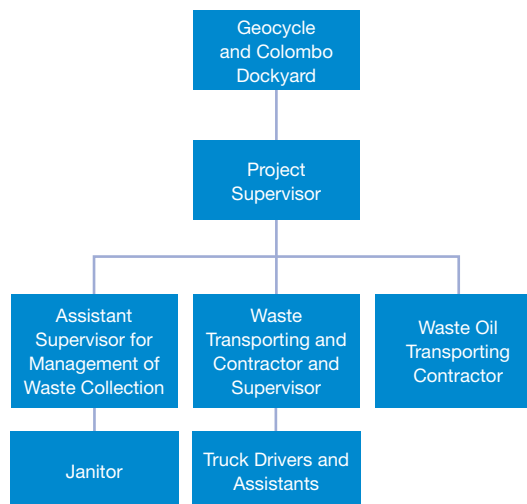 Geocycle
and Colombo
Dockyard
Project
Supervisor
Assistant
Supervisor for
Management of
Waste Collection
Waste
Transporting and
Contractor and
Supervisor
Waste Oil
Transporting
Contractor
Janitor
Truck Drivers and
Assistants